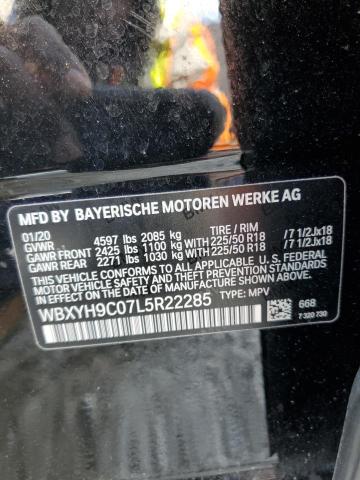 MFD BY BAYERISCHE MOTOREN WERKE AG
01/20 TIRE / RIM
GVWR 4597 lbs 2085 kg
GAWR FRONT 2425 lbs 1100 kg WITH 225/50 R18 / 7 1/2Jx18
GAWR REAR 2271 lbs 1030 kg WITH 225/50 R18 / 7 1/2Jx18
THIS VEHICLE CONFORMS TO ALL APPLICABLE U.S. FEDERAL
MOTOR VEHICLE SAFETY, BUMPER, AND THEFT PREVENTION
STANDARDS IN EFFECT ON THE DATE OF MANUFACTURE SHOWN ABOVE.
WBXYH9C07L5R22285 TYPE: MPV
668
7 320 730